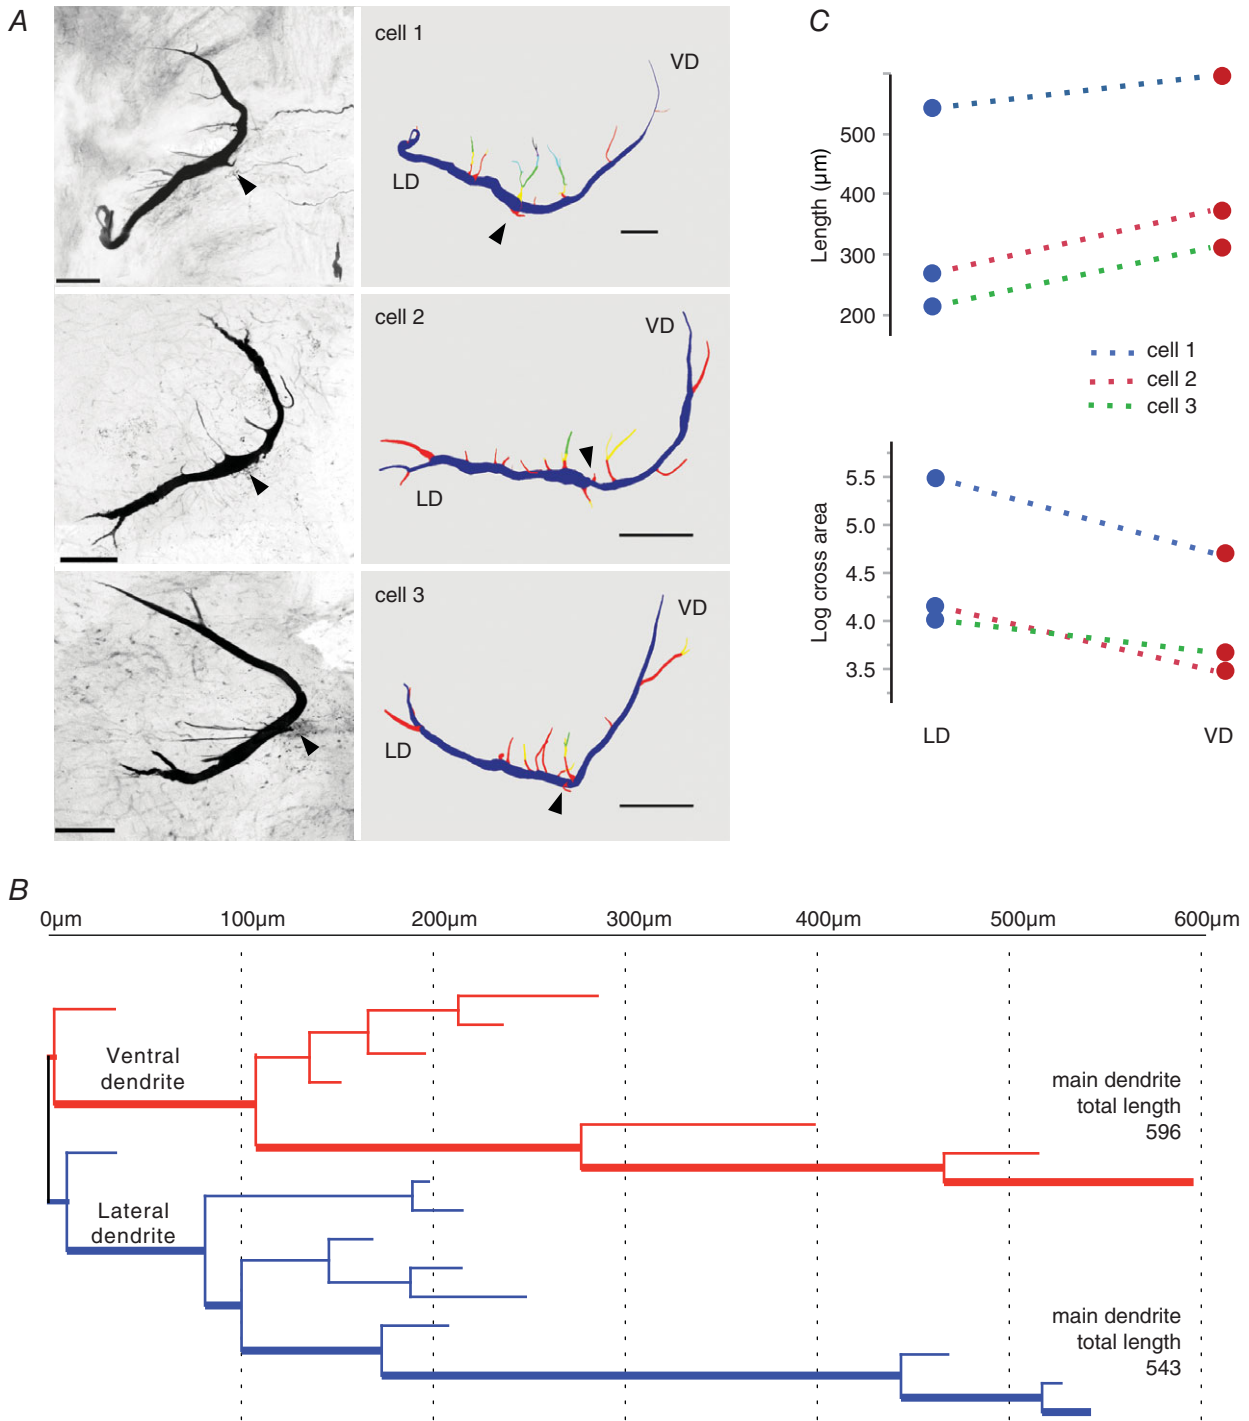 A
cell 1
VD
LD
cell 2
VD
LD
cell 3
VD
LD
C
Length (µm)
500
400
300
200
cell 1
cell 2
cell 3
Log cross area
5.5
5.0
4.5
4.0
3.5
LD
VD
B
0µm 100µm 200µm 300µm 400µm 500µm 600µm
Ventral
dendrite
main dendrite
total length
596
Lateral
dendrite
main dendrite
total length
543